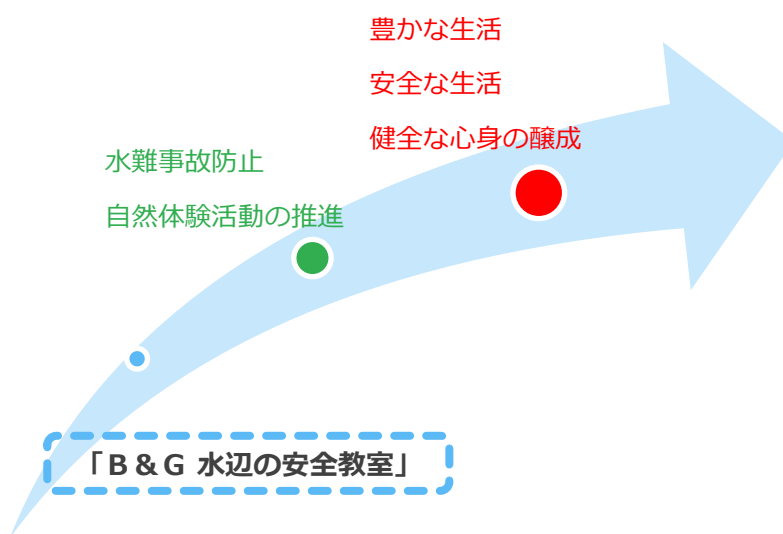 豊かな生活
安全な生活
健全な心身の醸成
水難事故防止
自然体験活動の推進
「Ｂ＆Ｇ 水辺の安全教室」